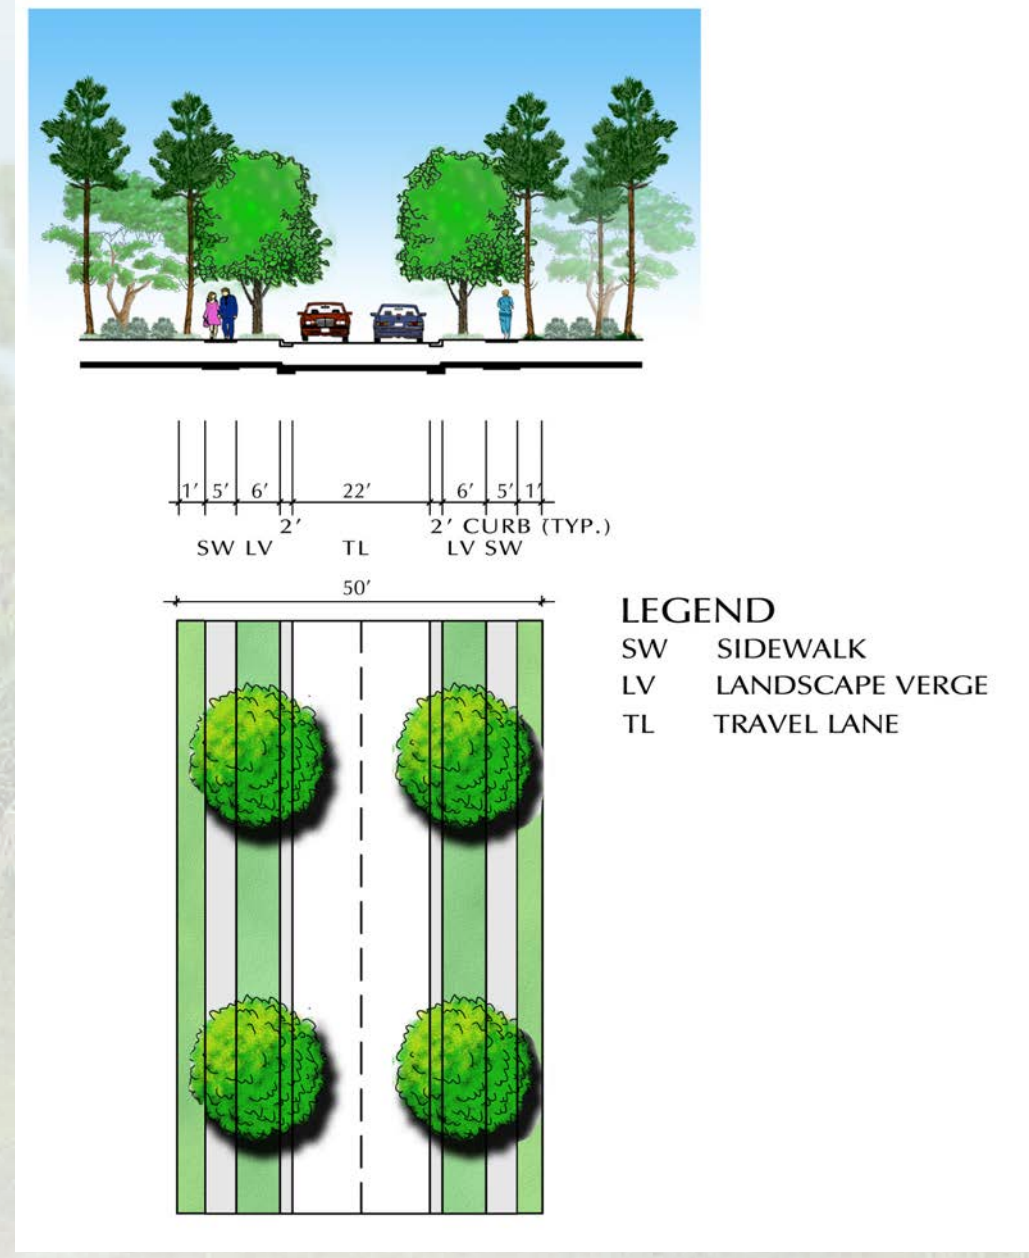 1' 5' 6' 22' 6' 5' 1'
2' 2' CURB (TYP.)
SW LV TL LV SW
50'
LEGEND
SW SIDEWALK
LV LANDSCAPE VERGE
TL TRAVEL LANE